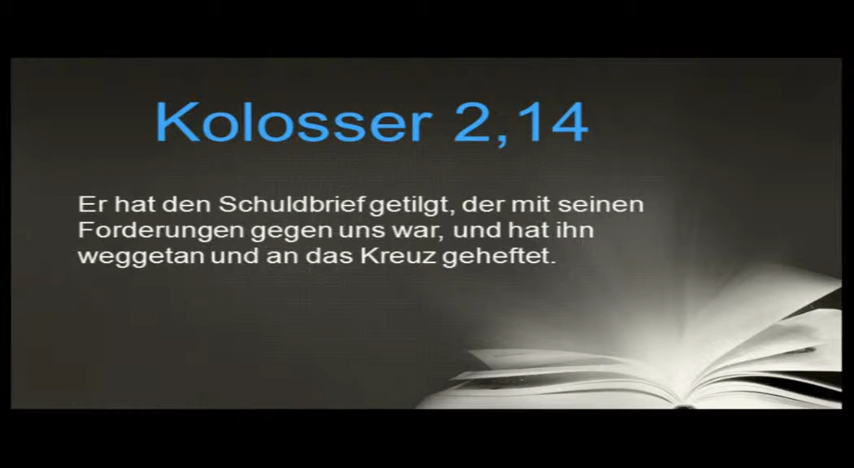 Kolosser 2,14
Er hat den Schuldbrief getilgt, der mit seinen
Forderungen gegen uns war, und hat ihn
weggetan und an das Kreuz geheftet.